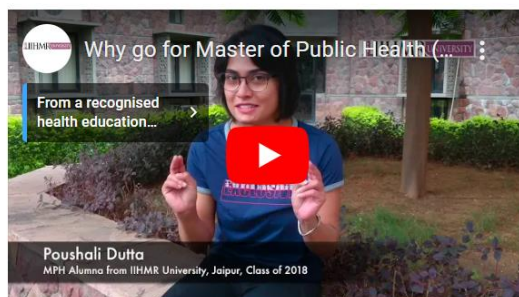 IIHMR UNIVERSITY
Why go for Master of Public Health (...
UNIVERSITY
From a recognised
health education...
Poushali Dutta
MPH Alumna from IIHMR University, Jaipur, Class of 2018